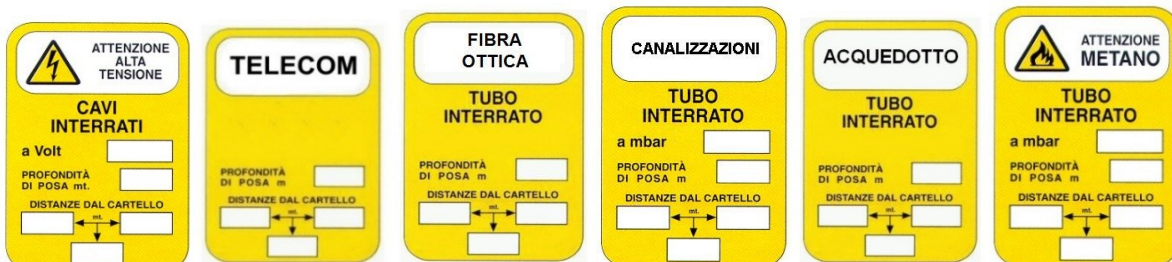 ATTENZIONE
ALTA
TENSIONE
CAVI
INTERRATI
a Volt
PROFONDITÀ
DI POSA mt.
DISTANZE DAL CARTELLO
mt.
TELECOM
PROFONDITÀ
DI POSA m
DISTANZE DAL CARTELLO
mt.
FIBRA
OTTICA
TUBO
INTERRATO
PROFONDITÀ
DI POSA m
DISTANZE DAL CARTELLO
mt.
CANALIZZAZIONI
TUBO
INTERRATO
a mbar
PROFONDITÀ
DI POSA m
DISTANZE DAL CARTELLO
mt.
ACQUEDOTTO
TUBO
INTERRATO
PROFONDITÀ
DI POSA m
DISTANZE DAL CARTELLO
mt.
ATTENZIONE
METANO
TUBO
INTERRATO
a mbar
PROFONDITÀ
DI POSA m
DISTANZE DAL CARTELLO
mt.